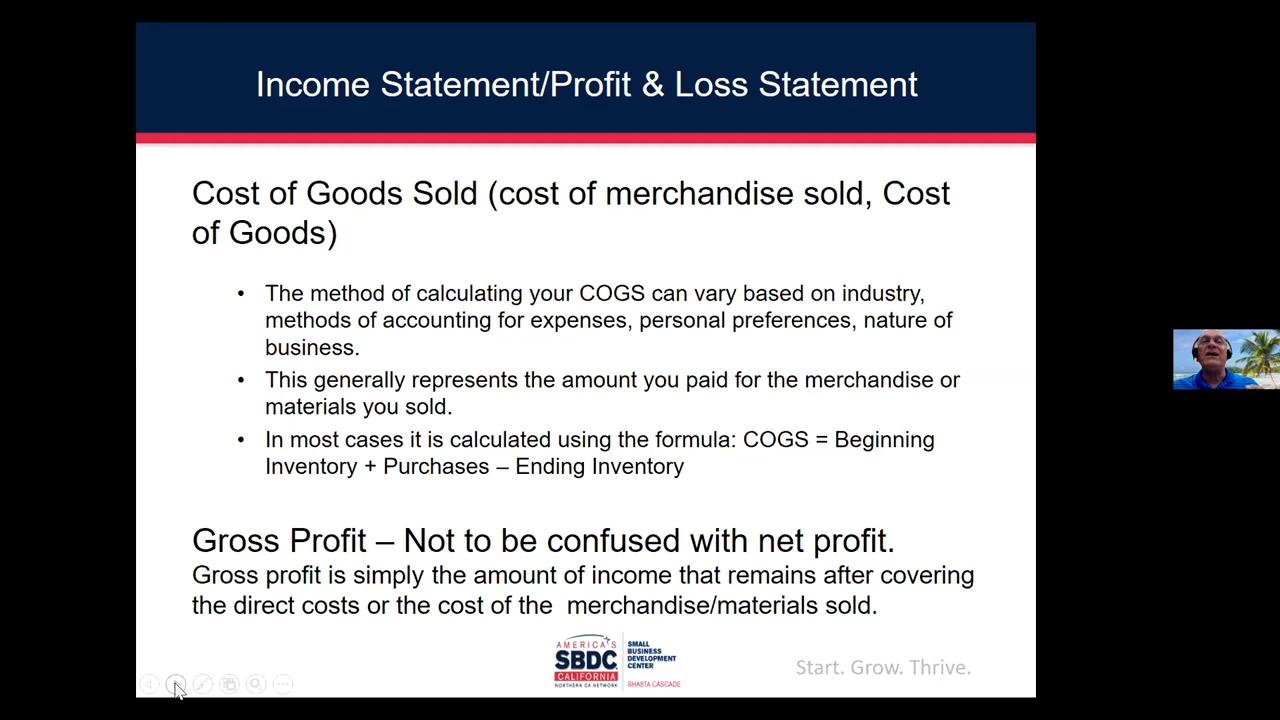 Income Statement/Profit & Loss Statement
Cost of Goods Sold (cost of merchandise sold, Cost
of Goods)
• The method of calculating your COGS can vary based on industry,
methods of accounting for expenses, personal preferences, nature of
business.
• This generally represents the amount you paid for the merchandise or
materials you sold.
• In most cases it is calculated using the formula: COGS = Beginning
Inventory + Purchases – Ending Inventory
Gross Profit – Not to be confused with net profit.
Gross profit is simply the amount of income that remains after covering
the direct costs or the cost of the  merchandise/materials sold.
AMERICA'S
SBDC
CALIFORNIA
NORTHERN CA NETWORK
SMALL
BUSINESS
DEVELOPMENT
CENTER
SHASTA CASCADE
Start. Grow. Thrive.